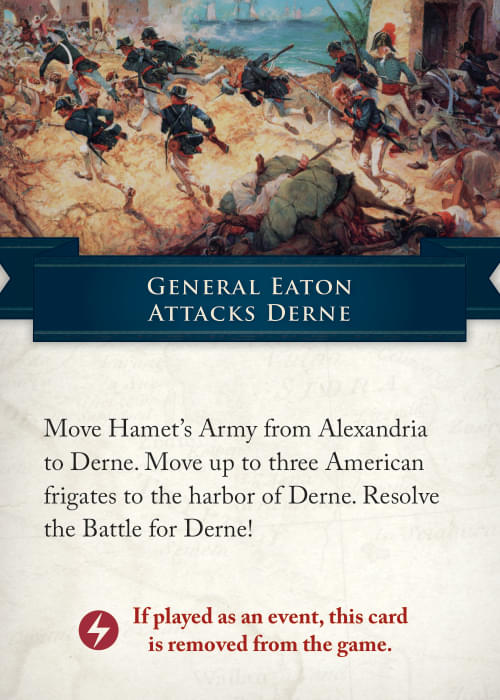 General Eaton
Attacks Derne
Move Hamet’s Army from Alexandria
to Derne. Move up to three American
frigates to the harbor of Derne. Resolve
the Battle for Derne!
If played as an event, this card
is removed from the game.